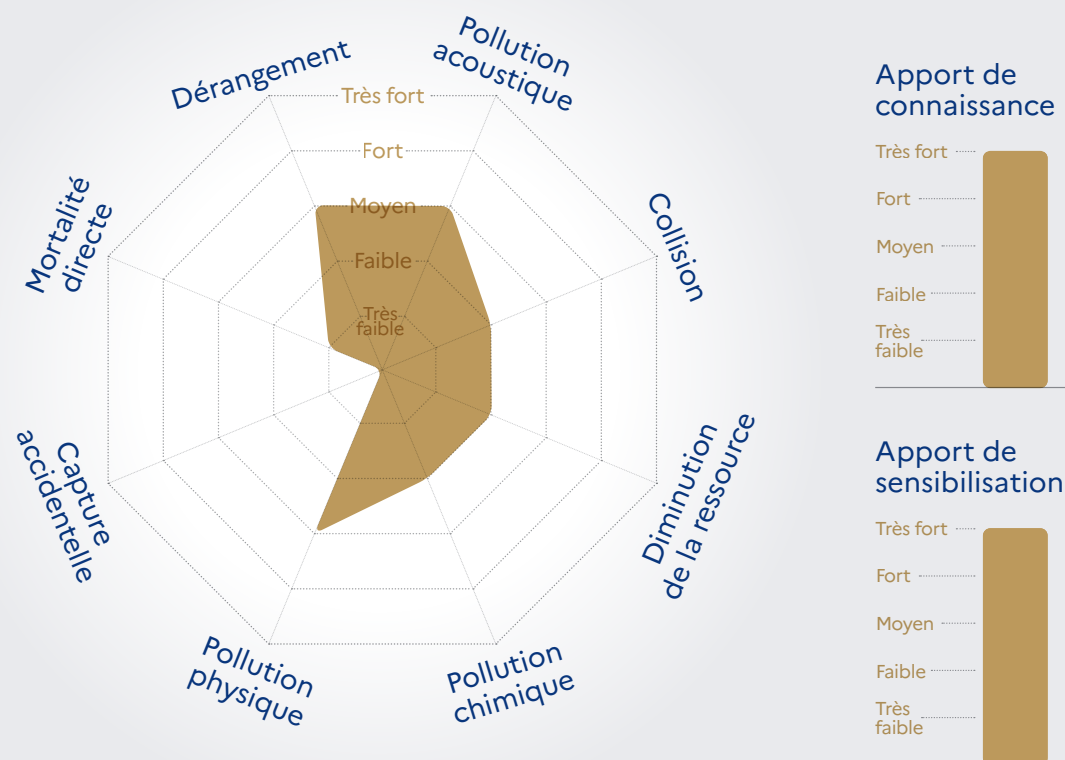 Dérangement
Pollution
acoustique
Collision
Diminution
de la ressource
Pollution
chimique
Pollution
physique
Capture
accidentelle
Mortalité
directe
Très fort
Fort
Moyen
Faible
Très
faible
Apport de
connaissance
Très fort
Fort
Moyen
Faible
Très
faible
Apport de
sensibilisation
Très fort
Fort
Moyen
Faible
Très
faible